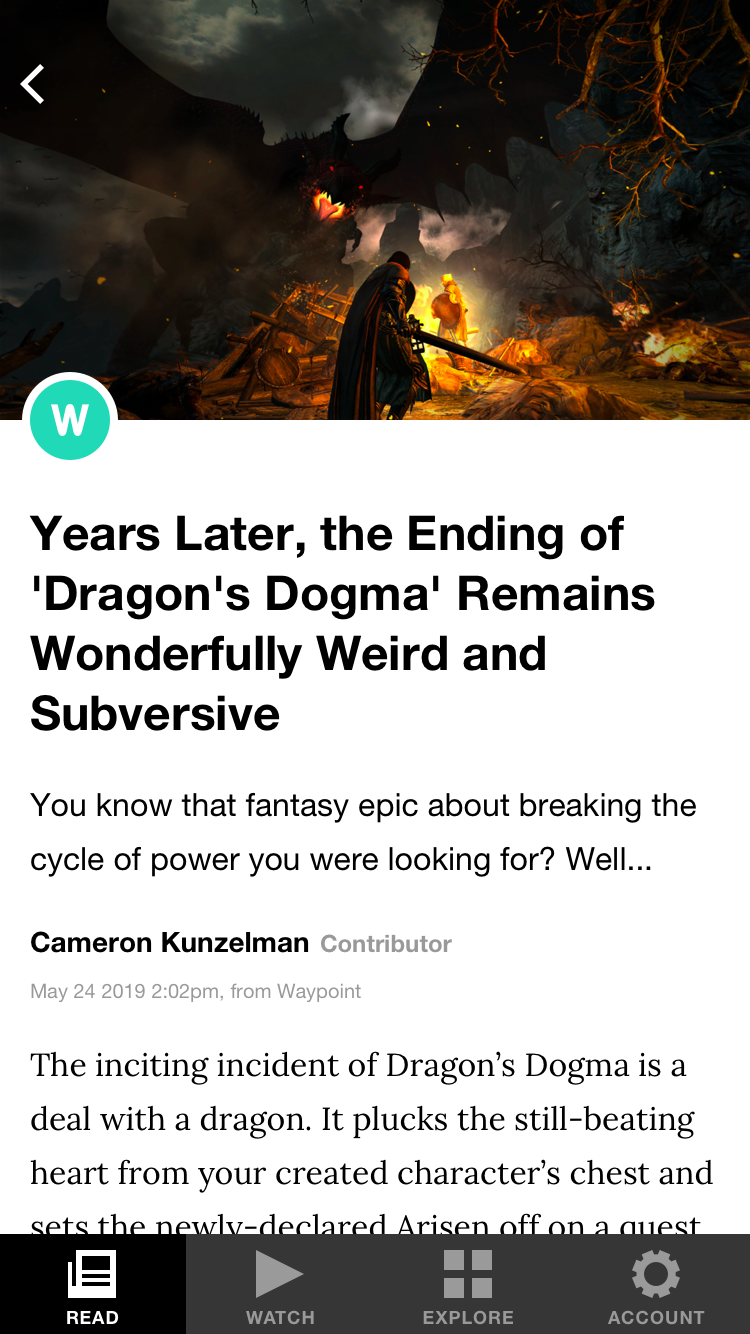 W
Years Later, the Ending of
'Dragon's Dogma' Remains
Wonderfully Weird and
Subversive
You know that fantasy epic about breaking the
cycle of power you were looking for? Well...
Cameron Kunzelman Contributor
May 24 2019 2:02pm, from Waypoint
The inciting incident of Dragon’s Dogma is a
deal with a dragon. It plucks the still-beating
heart from your created character’s chest and
sets the newly-declared Arisen off on a quest
READ WATCH EXPLORE ACCOUNT